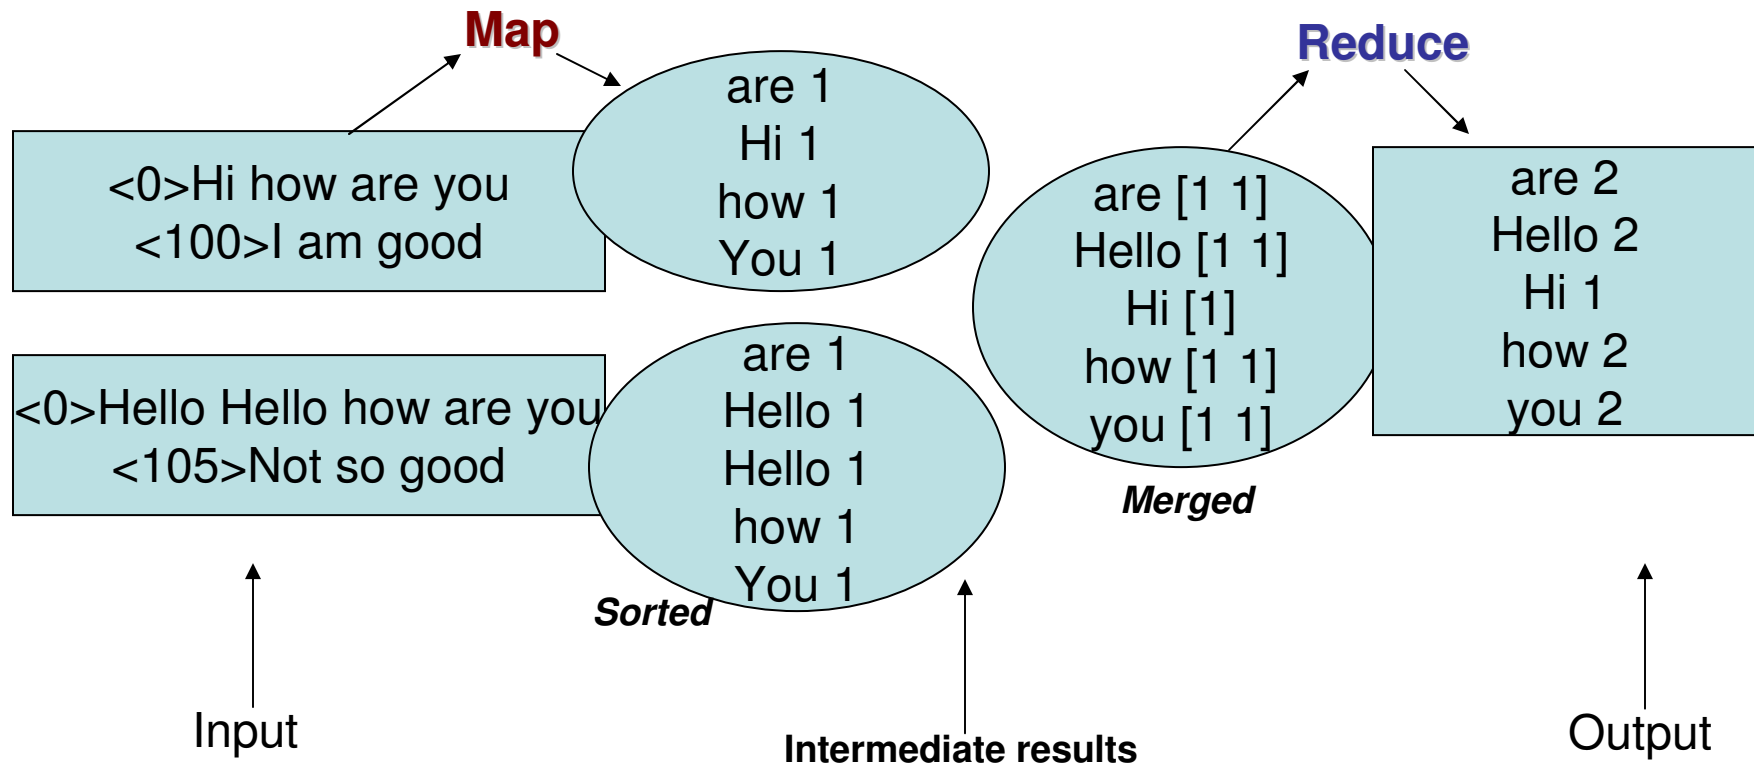 Map
Reduce
<0>Hi how are you
<100>I am good
are 1
Hi 1
how 1
You 1
<0>Hello Hello how are you
<105>Not so good
are 1
Hello 1
Hello 1
how 1
You 1
Sorted
are [1 1]
Hello [1 1]
Hi [1]
how [1 1]
you [1 1]
Merged
are 2
Hello 2
Hi 1
how 2
you 2
Input
Intermediate results
Output